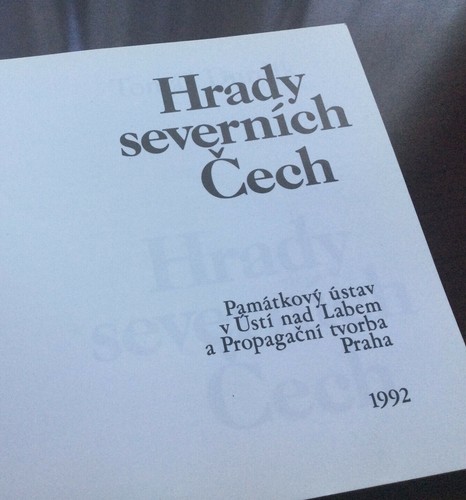 Hrady
severních
Čech
Památkový ústav
v Ústí nad Labem
a Propagační tvorba
Praha
1992